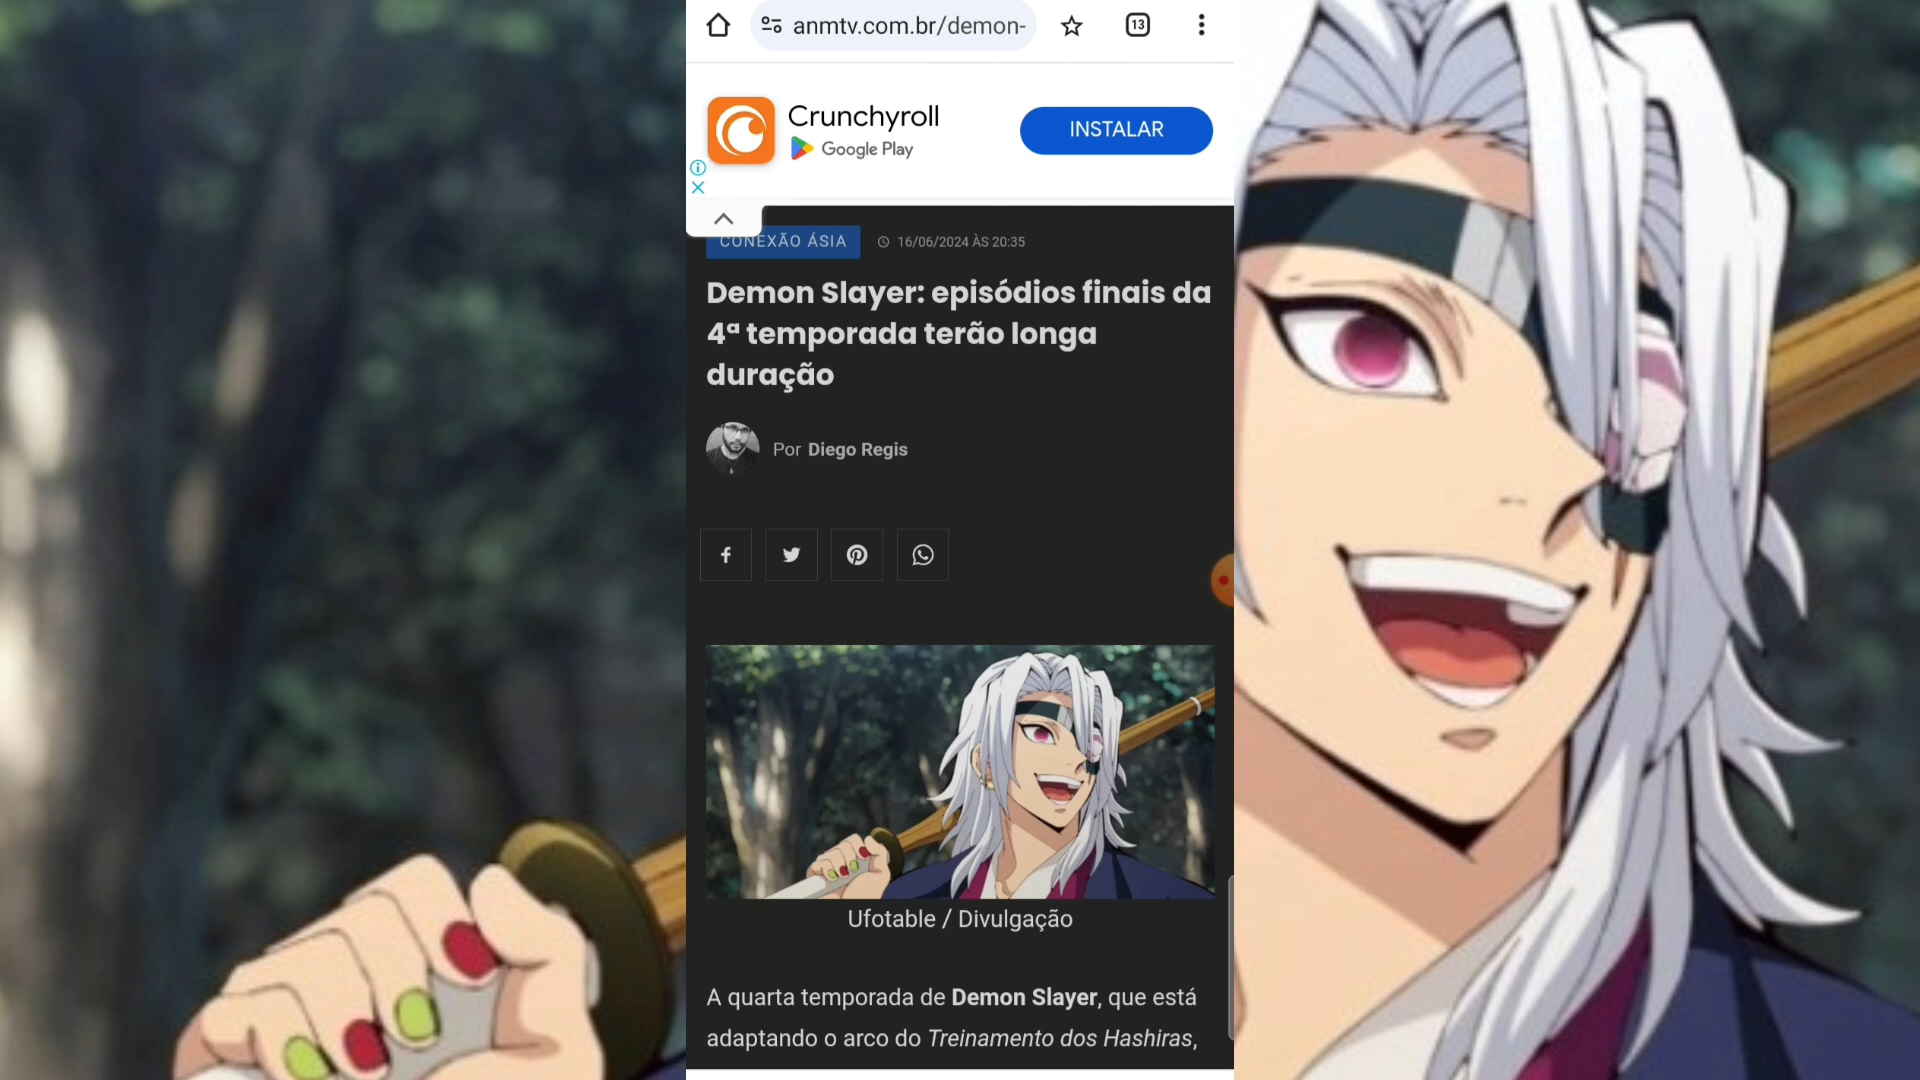 anmtv.com.br/demon-
13
Crunchyroll
Google Play
INSTALAR
CONEXÃO ÁSIA
16/06/2024 ÀS 20:35
Demon Slayer: episódios finais da
4ª temporada terão longa
duração
Por Diego Regis
Ufotable / Divulgação
A quarta temporada de Demon Slayer, que está
adaptando o arco do Treinamento dos Hashiras,